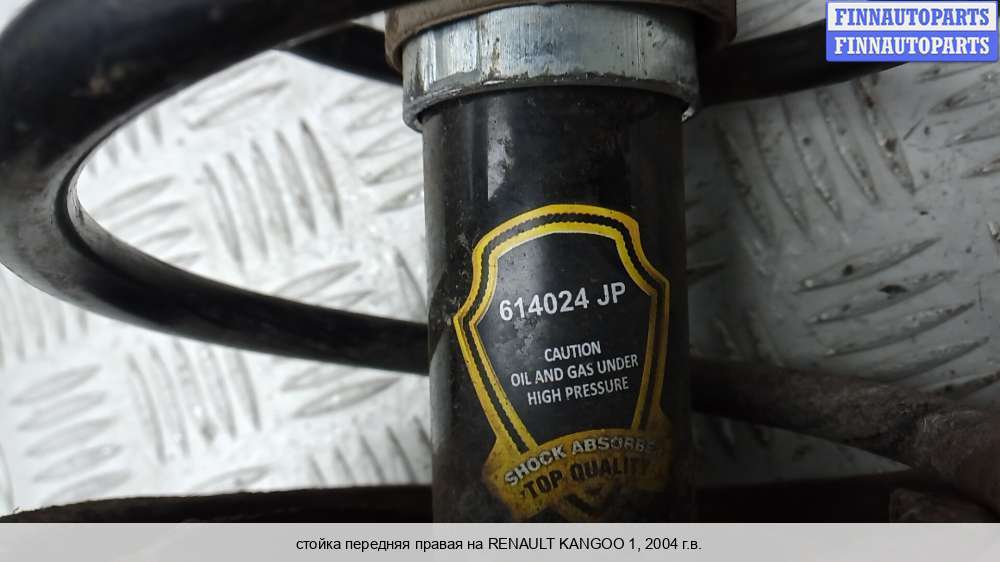 FINNAUTOPARTS
FINNAUTOPARTS
614024 JP
CAUTION
OIL AND GAS UNDER
HIGH PRESSURE
SHOCK ABSORBE
TOP QUALITY
стойка передняя правая на RENAULT KANGOO 1, 2004 г.в.